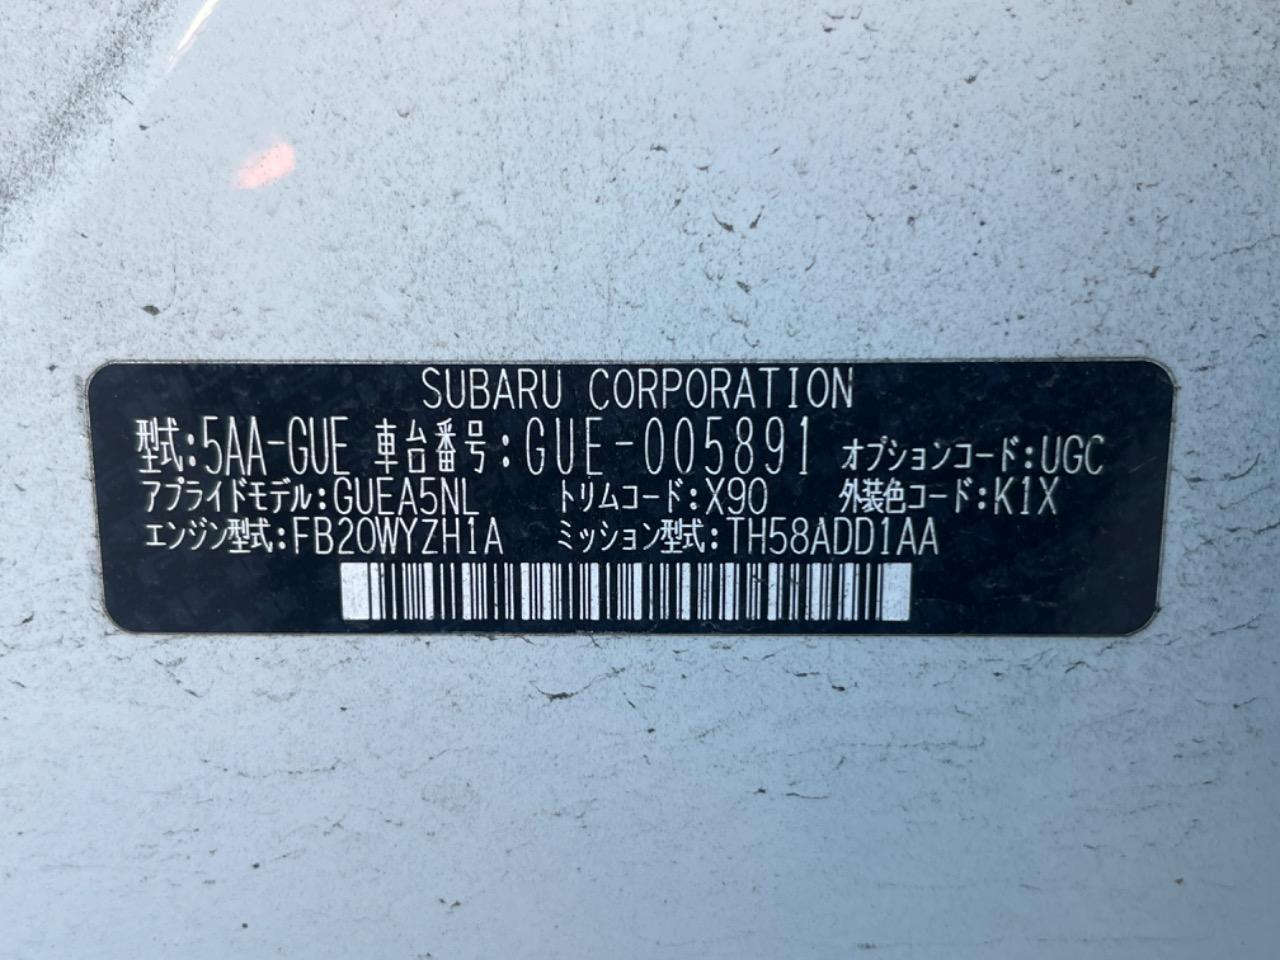 SUBARU CORPORATION
型式:5AA-GUE 車台番号:GUE-005891 オプションコード:UGC
アプライドモデル:GUEA5NL トリムコード:X90 外装色コード:K1X
エンジン型式:FB20WYZH1A ミッション型式:TH58ADD1AA